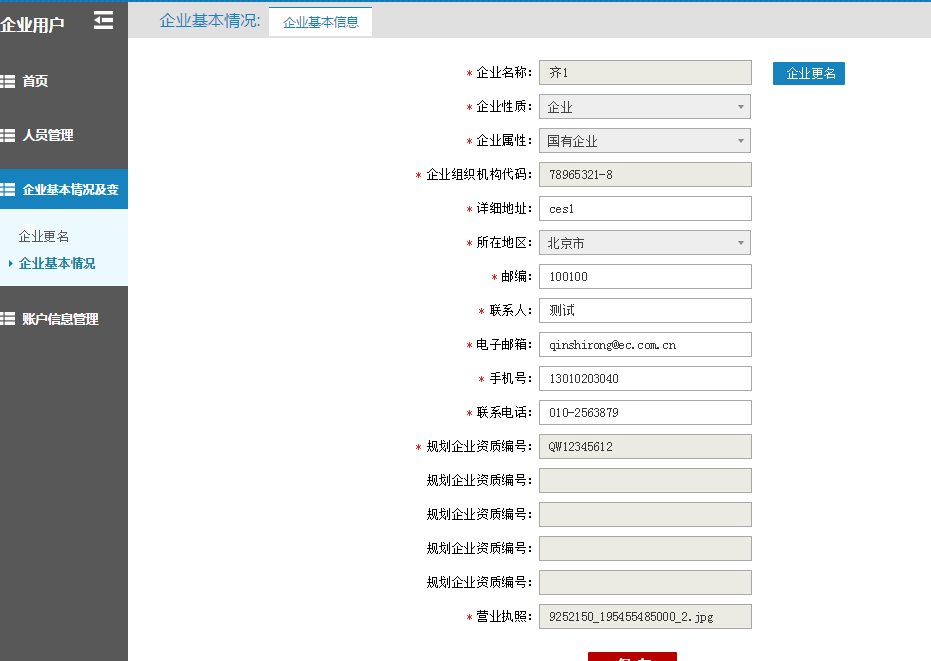 企业用户
首页
人员管理
企业基本情况及变
企业更名
企业基本情况
账户信息管理
企业基本情况: 企业基本信息
* 企业名称: 齐1 企业更名
* 企业性质: 企业
* 企业属性: 国有企业
* 企业组织机构代码: 78965321-8
* 详细地址: ces1
* 所在地区: 北京市
* 邮编: 100100
* 联系人: 测试
* 电子邮箱: qinshirong@ec.com.cn
* 手机号: 13010203040
* 联系电话: 010-2563879
* 规划企业资质编号: QW12345612
规划企业资质编号:
规划企业资质编号:
规划企业资质编号:
规划企业资质编号:
* 营业执照: 9252150_195455485000_2.jpg